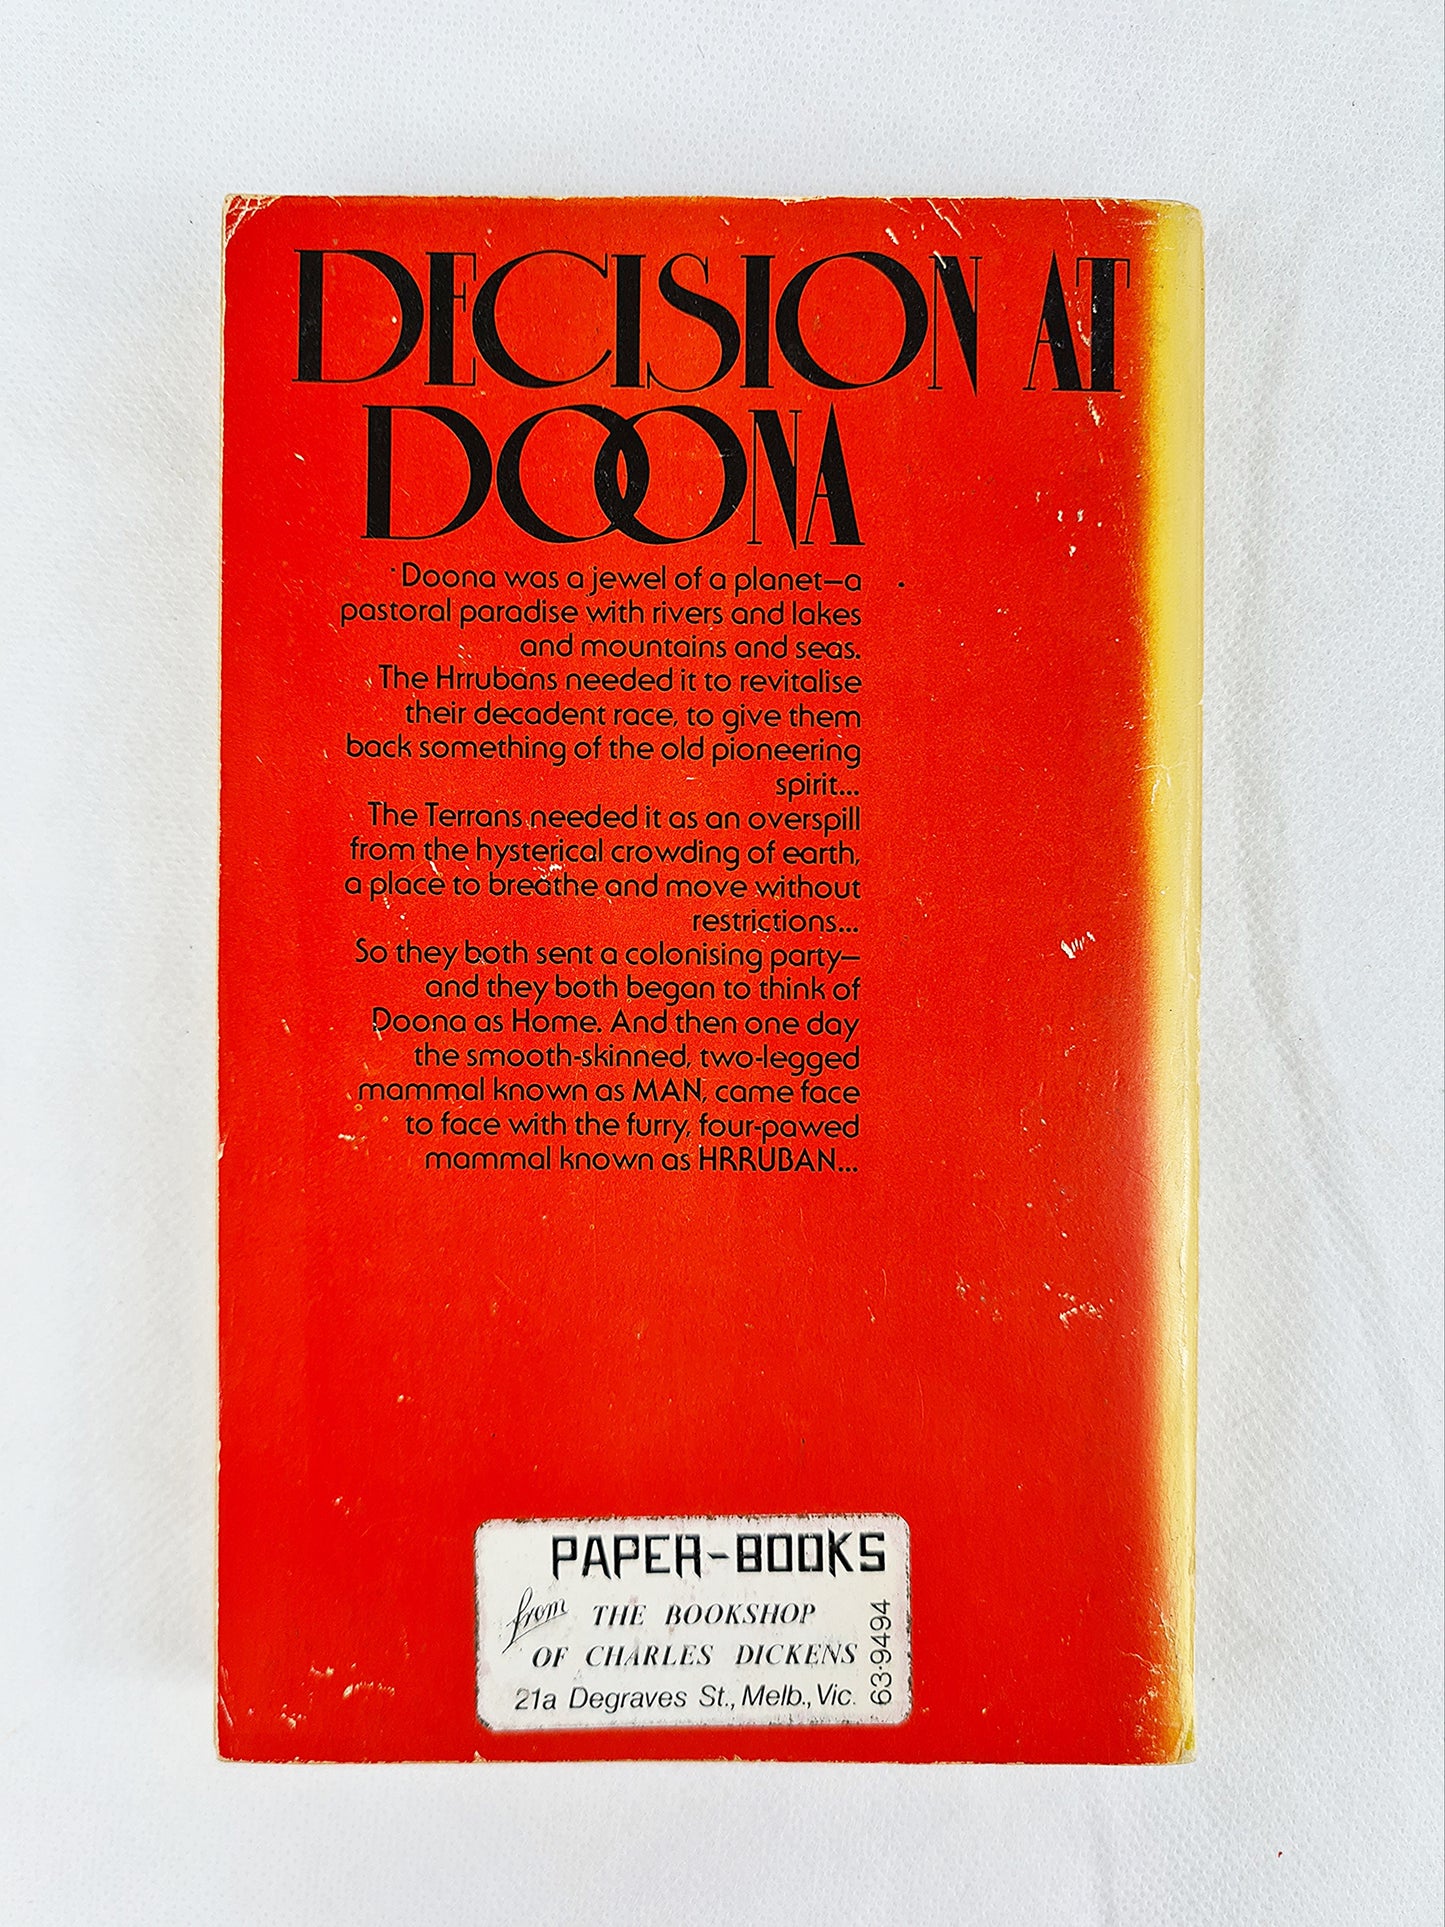 DECISION AT
DOONA
Doona was a jewel of a planet—a
pastoral paradise with rivers and lakes
and mountains and seas.
The Hrrubans needed it to revitalise
their decadent race, to give them
back something of the old pioneering
spirit...
The Terrans needed it as an overspill
from the hysterical crowding of earth,
a place to breathe and move without
restrictions...
So they both sent a colonising party—
and they both began to think of
Doona as Home. And then one day
the smooth-skinned, two-legged
mammal known as MAN, came face
to face with the furry, four-pawed
mammal known as HRRUBAN...
PAPER-BOOKS
from THE BOOKSHOP
OF CHARLES DICKENS
21a Degraves St., Melb., Vic.
63·9494